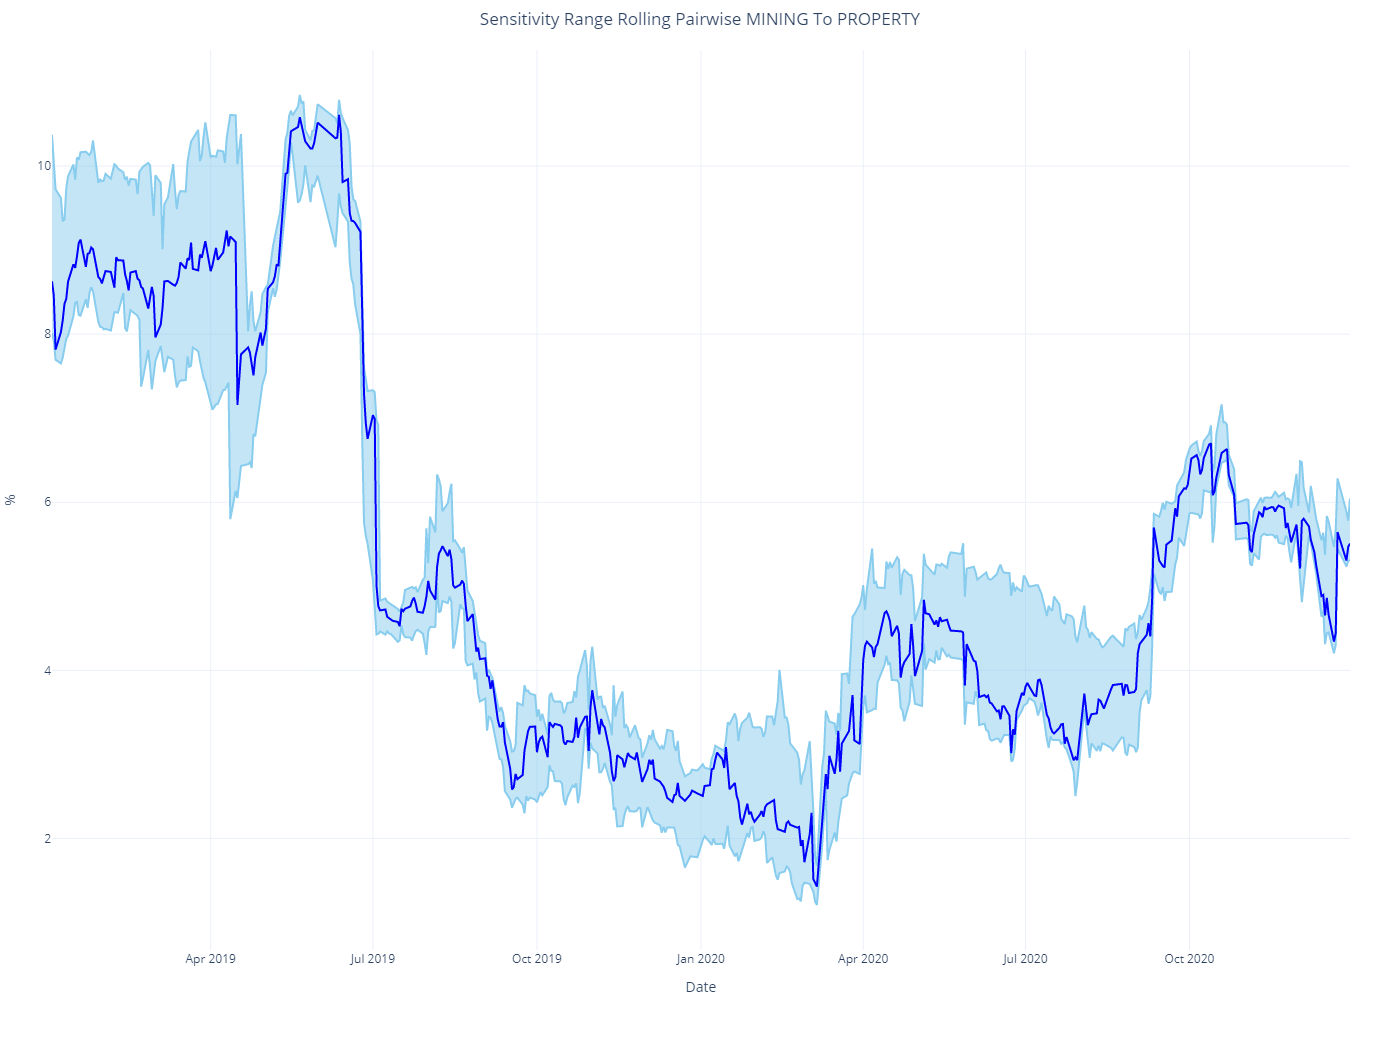 Sensitivity Range Rolling Pairwise MINING To PROPERTY
10
8
6
4
2
%
Apr 2019
Jul 2019
Oct 2019
Jan 2020
Apr 2020
Jul 2020
Oct 2020
Date